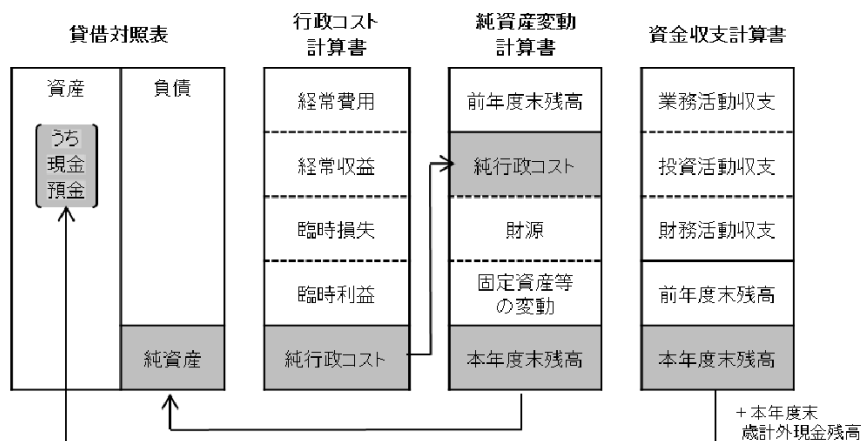 貸借対照表
資産
うち
現金
預金
負債
純資産
行政コスト
計算書
経常費用
経常収益
臨時損失
臨時利益
純行政コスト
純資産変動
計算書
前年度末残高
純行政コスト
財源
固定資産等
の変動
本年度末残高
資金収支計算書
業務活動収支
投資活動収支
財務活動収支
前年度末残高
本年度末残高
+本年度末
歳計外現金残高